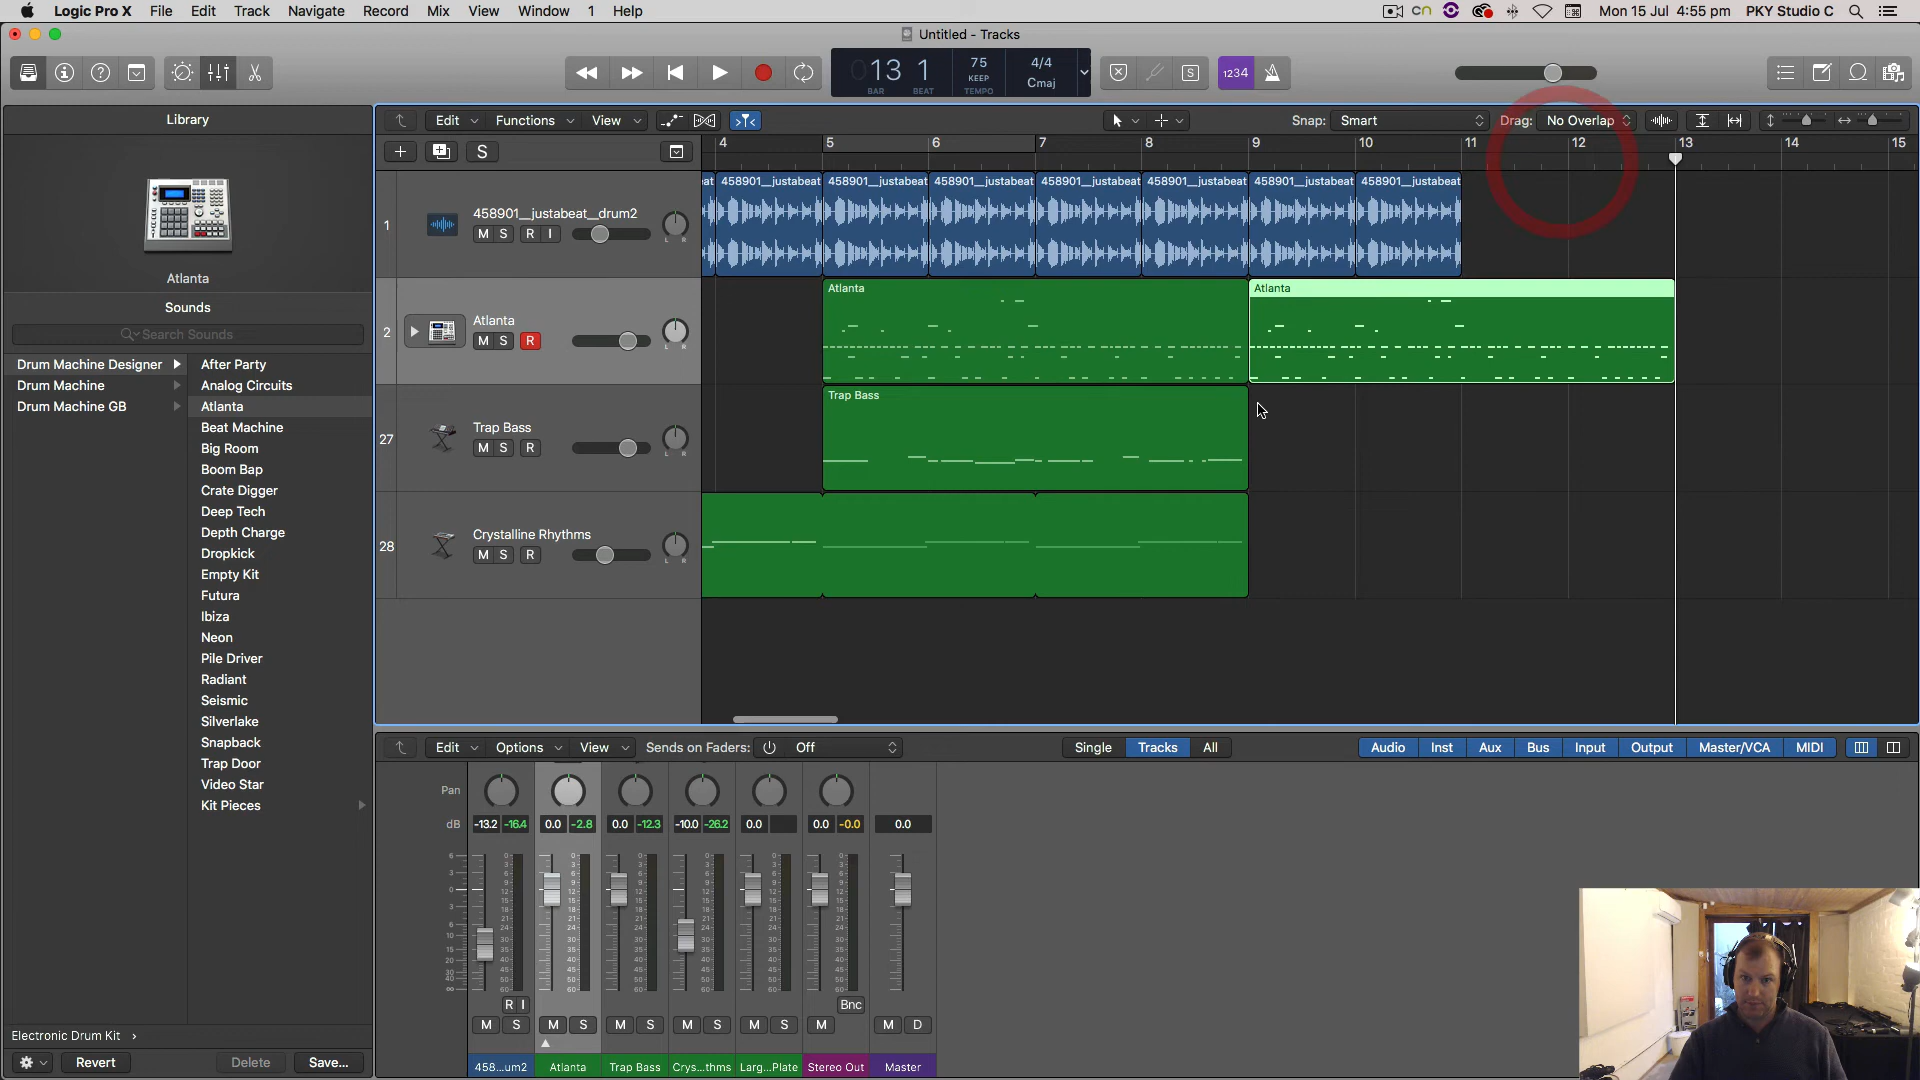 Logic Pro X File Edit Track Navigate Record Mix View Window 1 Help
Mon 15 Jul 4:55 pm PKY Studio C
Untitled - Tracks
13 1
BAR BEAT
75
KEEP
TEMPO
4/4
Cmaj
S
1234
Library
Edit Functions View
Snap: Smart
Drag: No Overlap
S
4 5 6 7 8 9 10 11 12 13 14 15
Atlanta
Sounds
Search Sounds
Drum Machine Designer
Drum Machine
Drum Machine GB
After Party
Analog Circuits
Atlanta
Beat Machine
Big Room
Boom Bap
Crate Digger
Deep Tech
Depth Charge
Dropkick
Empty Kit
Futura
Ibiza
Neon
Pile Driver
Radiant
Seismic
Silverlake
Snapback
Trap Door
Video Star
Kit Pieces
Electronic Drum Kit
Revert Delete Save...
1
458901__justabeat__drum2
M S R I
L R
at 458901__justabeat 458901__justabeat 458901__justabeat 458901__justabeat 458901__justabeat 458901__justabeat 458901__justabeat
2
Atlanta
M S R
Atlanta Atlanta
27
Trap Bass
M S R
L R
Trap Bass
28
Crystalline Rhythms
M S R
L R
Edit Options View Sends on Faders: Off
Single Tracks All
Audio Inst Aux Bus Input Output Master/VCA MIDI
Pan
dB -13.2 -16.4 0.0 -2.8 0.0 -12.3 -10.0 -26.2 0.0 0.0 -0.0 0.0
R I Bnc
M S M S M S M S M S M M D
458...um2 Atlanta Trap Bass Crys...thms Larg...Plate Stereo Out Master